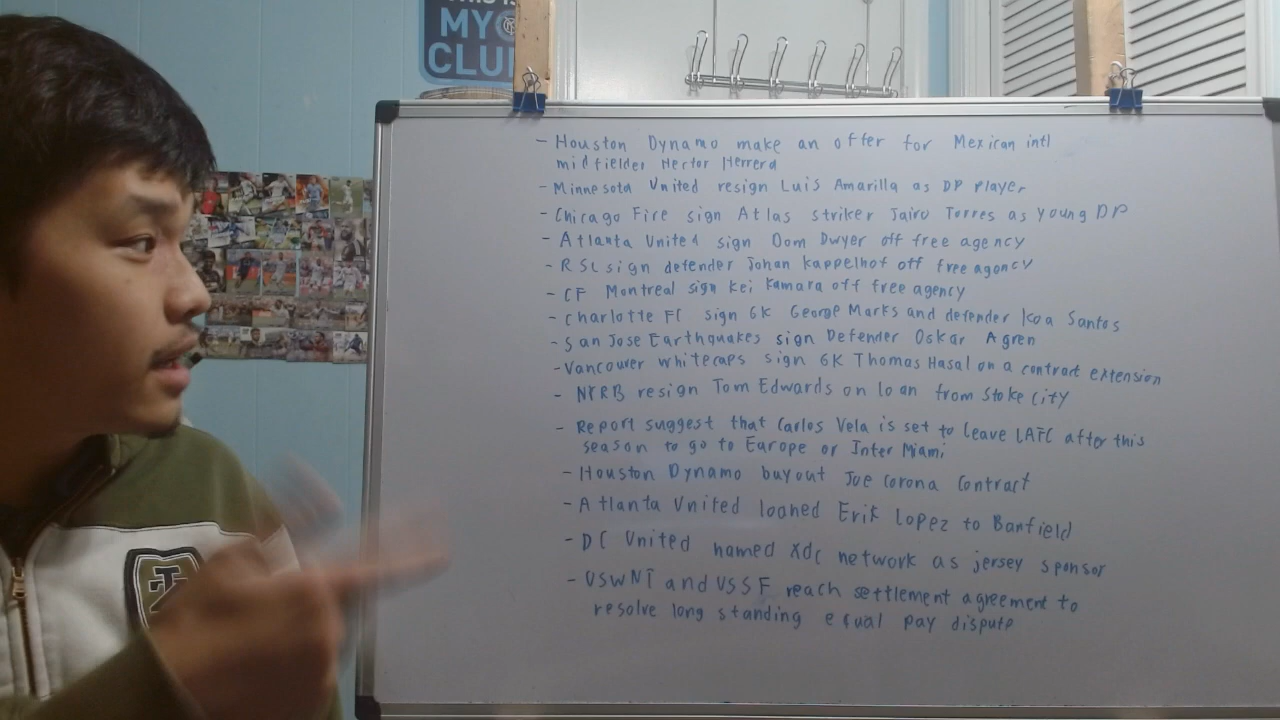 THIS IS
MY
CLUB
- Houston Dynamo make an offer for Mexican intl
midfielder Hector Herrera
- Minnesota United resign Luis Amarilla as DP player
- Chicago Fire sign Atlas striker Jairo Torres as young DP
- Atlanta United sign Dom Dwyer off free agency
- RSL sign defender Johan Kappelhof off free agency
- CF Montreal sign Kei Kamara off free agency
- Charlotte FC sign GK George Marks and defender Koa Santos
- San Jose Earthquakes sign Defender Oskar Agren
- Vancouver whitecaps sign GK Thomas Hasal on a contract extension
- NYRB resign Tom Edwards on loan from Stoke City
- Report suggest that Carlos Vela is set to leave LAFC after this
season to go to Europe or Inter Miami
- Houston Dynamo buyout Joe Corona Contract
- Atlanta United loaned Erik Lopez to Banfield
- DC United named Xdc network as jersey sponsor
- USWNT and USSF reach settlement agreement to
resolve long standing equal pay dispute